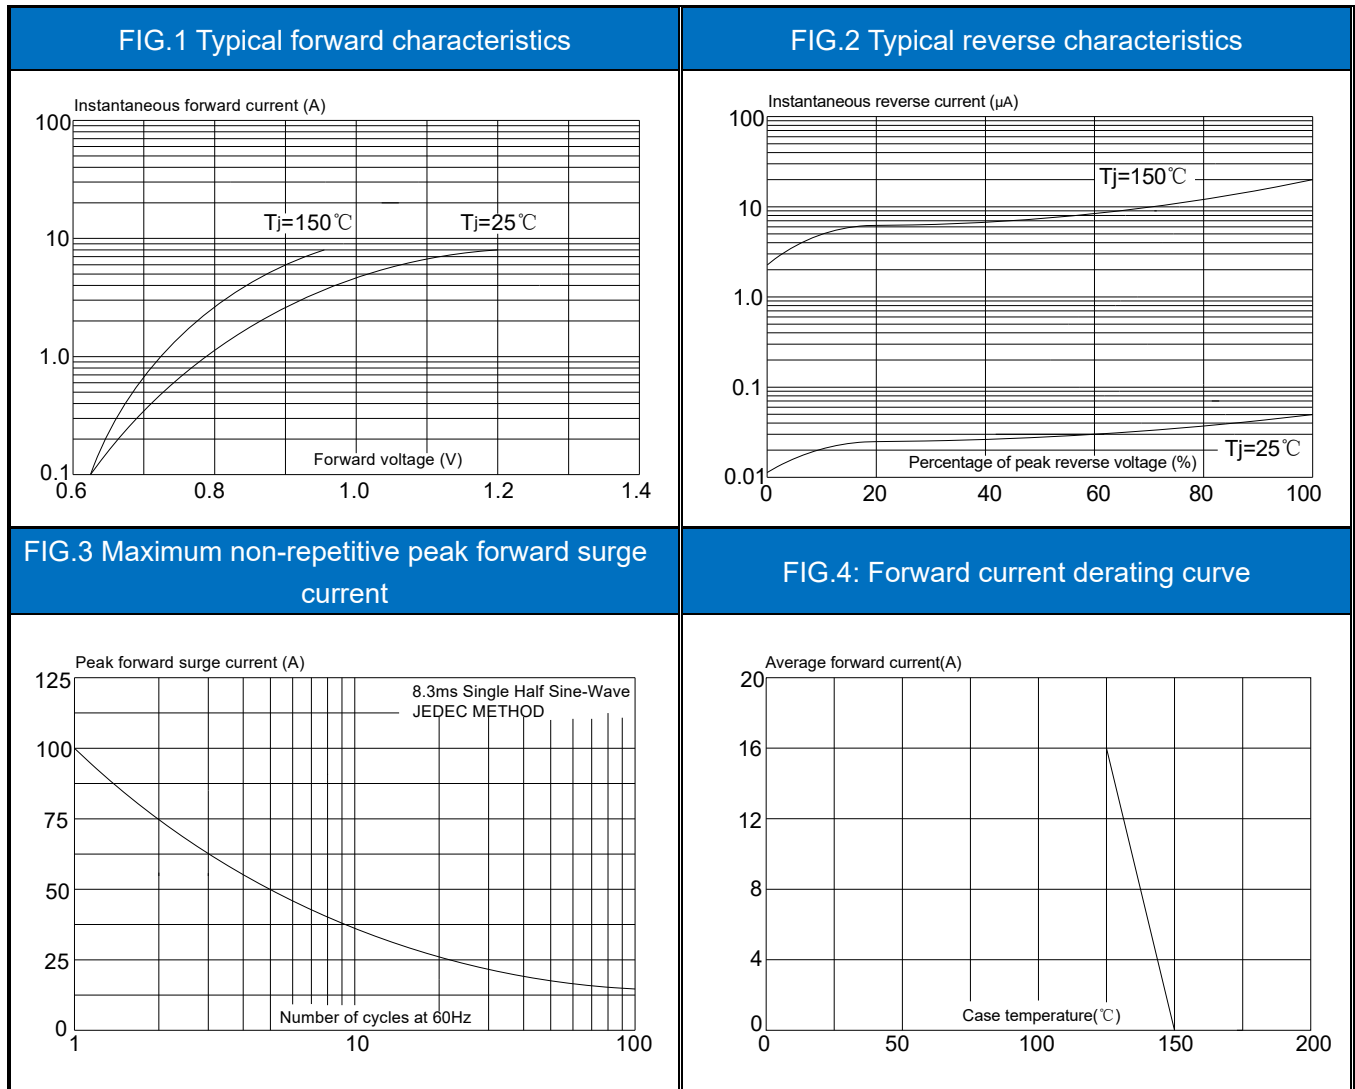 FIG.1 Typical forward characteristics
Instantaneous forward current (A)
100
10
1.0
0.1
Tj=150℃
Tj=25℃
Forward voltage (V)
0.6
0.8
1.0
1.2
1.4
FIG.2 Typical reverse characteristics
Instantaneous reverse current (μA)
100
10
1.0
0.1
0.01
Tj=150℃
Tj=25℃
Percentage of peak reverse voltage (%)
0
20
40
60
80
100
FIG.3 Maximum non-repetitive peak forward surge
current
Peak forward surge current (A)
125
100
75
50
25
0
8.3ms Single Half Sine-Wave
JEDEC METHOD
Number of cycles at 60Hz
1
10
100
FIG.4: Forward current derating curve
Average forward current(A)
20
16
12
8
4
0
Case temperature(℃)
0
50
100
150
200